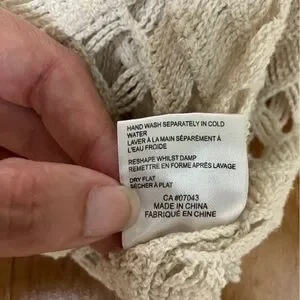 HAND WASH SEPARATELY IN COLD
WATER
LAVER À LA MAIN SÉPARÉMENT À
L'EAU FROIDE
RESHAPE WHILST DAMP
REMETTRE EN FORME APRÉS LAVAGE
DRY FLAT
SÉCHER À PLAT
CA #07043
MADE IN CHINA
FABRIQUÉ EN CHINE